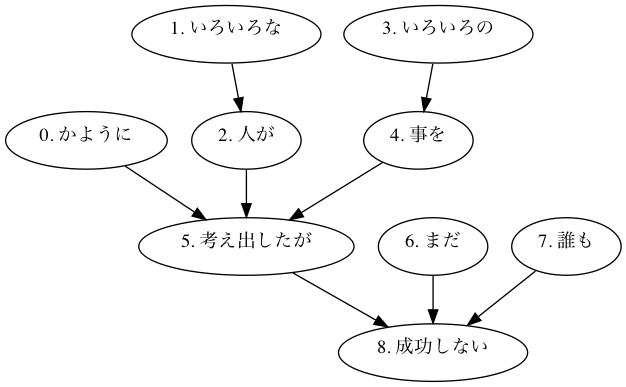 1. いろいろな
3. いろいろの
0. かように
2. 人が
4. 事を
5. 考え出したが
6. まだ
7. 誰も
8. 成功しない